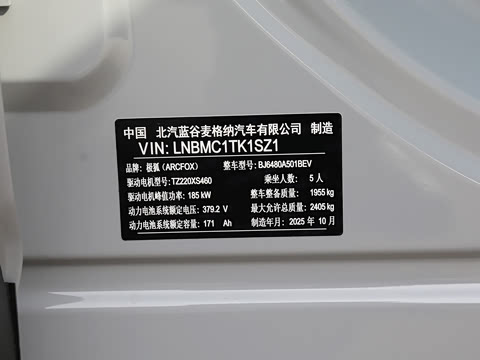 中国 北汽蓝谷麦格纳汽车有限公司 制造
VIN: LNBMC1TK1SZ1
品牌: 极狐 (ARCFOX) 整车型号: BJ6480A501BEV
驱动电机型号: TZ220XS460 乘坐人数: 5 人
驱动电机峰值功率: 185 kW 整车整备质量: 1955 kg
动力电池系统额定电压: 379.2 V 最大允许总质量: 2405 kg
动力电池系统额定容量: 171 Ah 制造年月: 2025 年 10 月